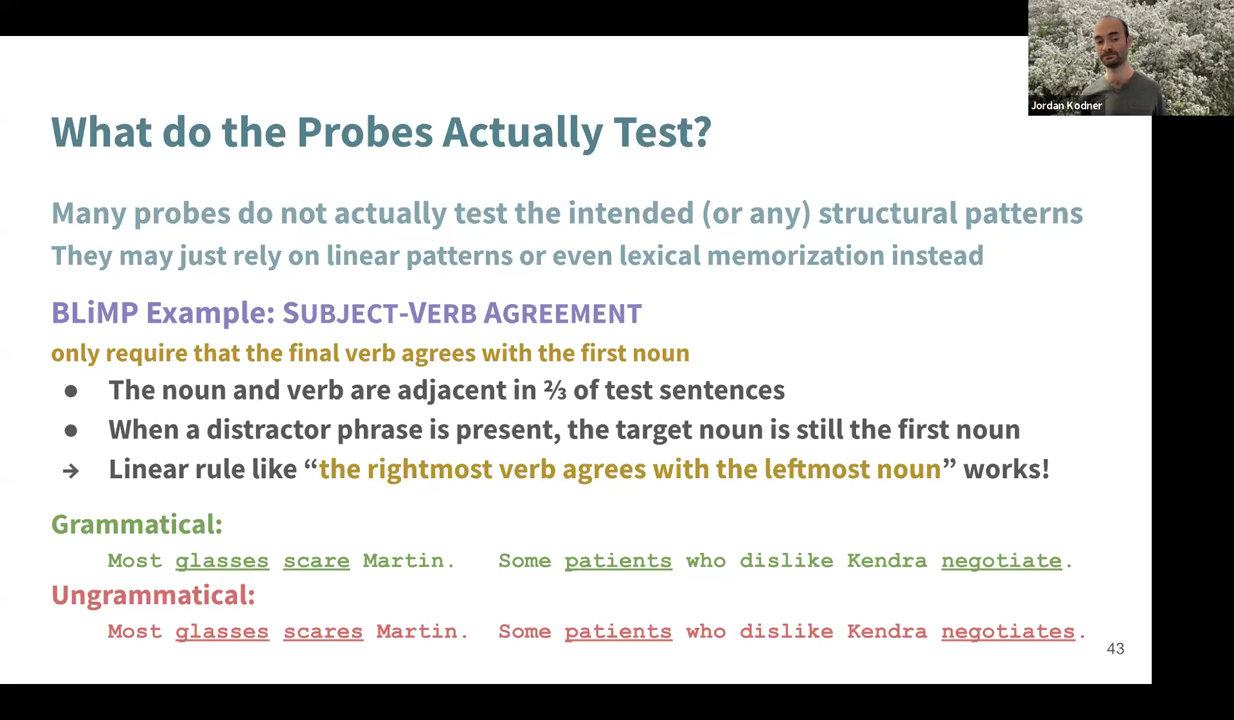 Jordan Kodner
What do the Probes Actually Test?
Many probes do not actually test the intended (or any) structural patterns
They may just rely on linear patterns or even lexical memorization instead
BLiMP Example: SUBJECT-VERB AGREEMENT
only require that the final verb agrees with the first noun
● The noun and verb are adjacent in ⅔ of test sentences
● When a distractor phrase is present, the target noun is still the first noun
→ Linear rule like “the rightmost verb agrees with the leftmost noun” works!
Grammatical:
Most glasses scare Martin. Some patients who dislike Kendra negotiate.
Ungrammatical:
Most glasses scares Martin. Some patients who dislike Kendra negotiates.
43